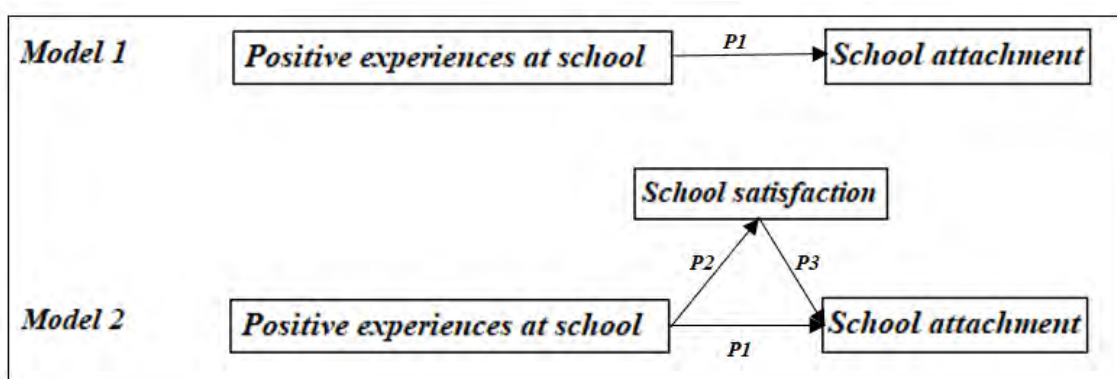 Model 1
Positive experiences at school
P1
School attachment
School satisfaction
P2
P3
Model 2
Positive experiences at school
P1
School attachment